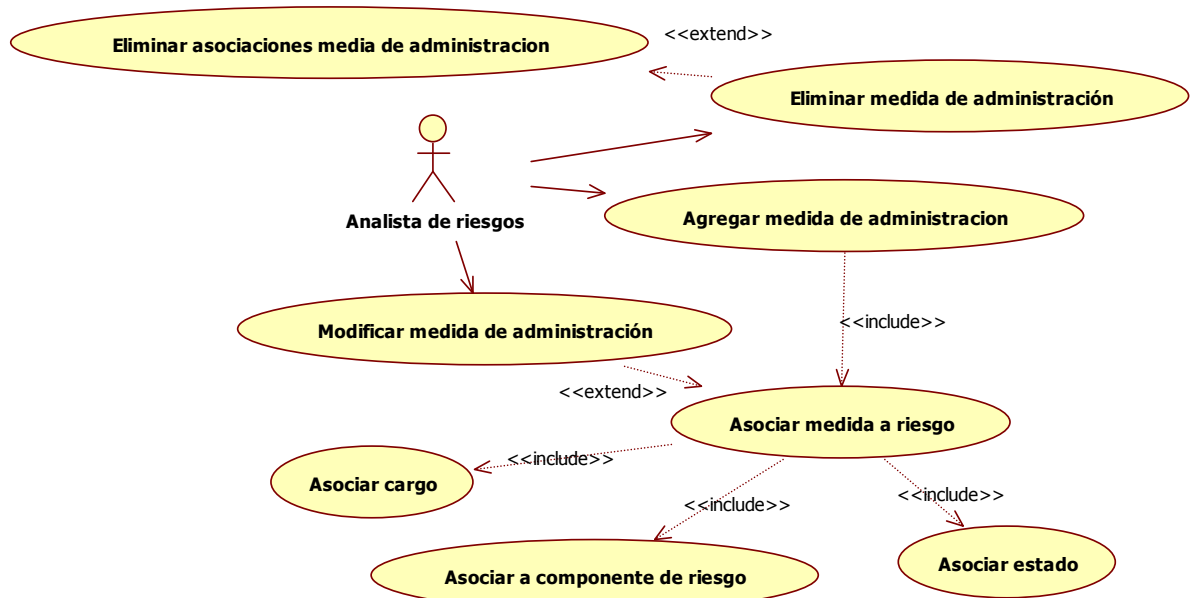 Eliminar asociaciones media de administracion
<<extend>>
Eliminar medida de administración
Analista de riesgos
Agregar medida de administracion
Modificar medida de administración
<<include>>
<<extend>>
Asociar medida a riesgo
<<include>>
Asociar cargo
<<include>>
<<include>>
Asociar a componente de riesgo
Asociar estado